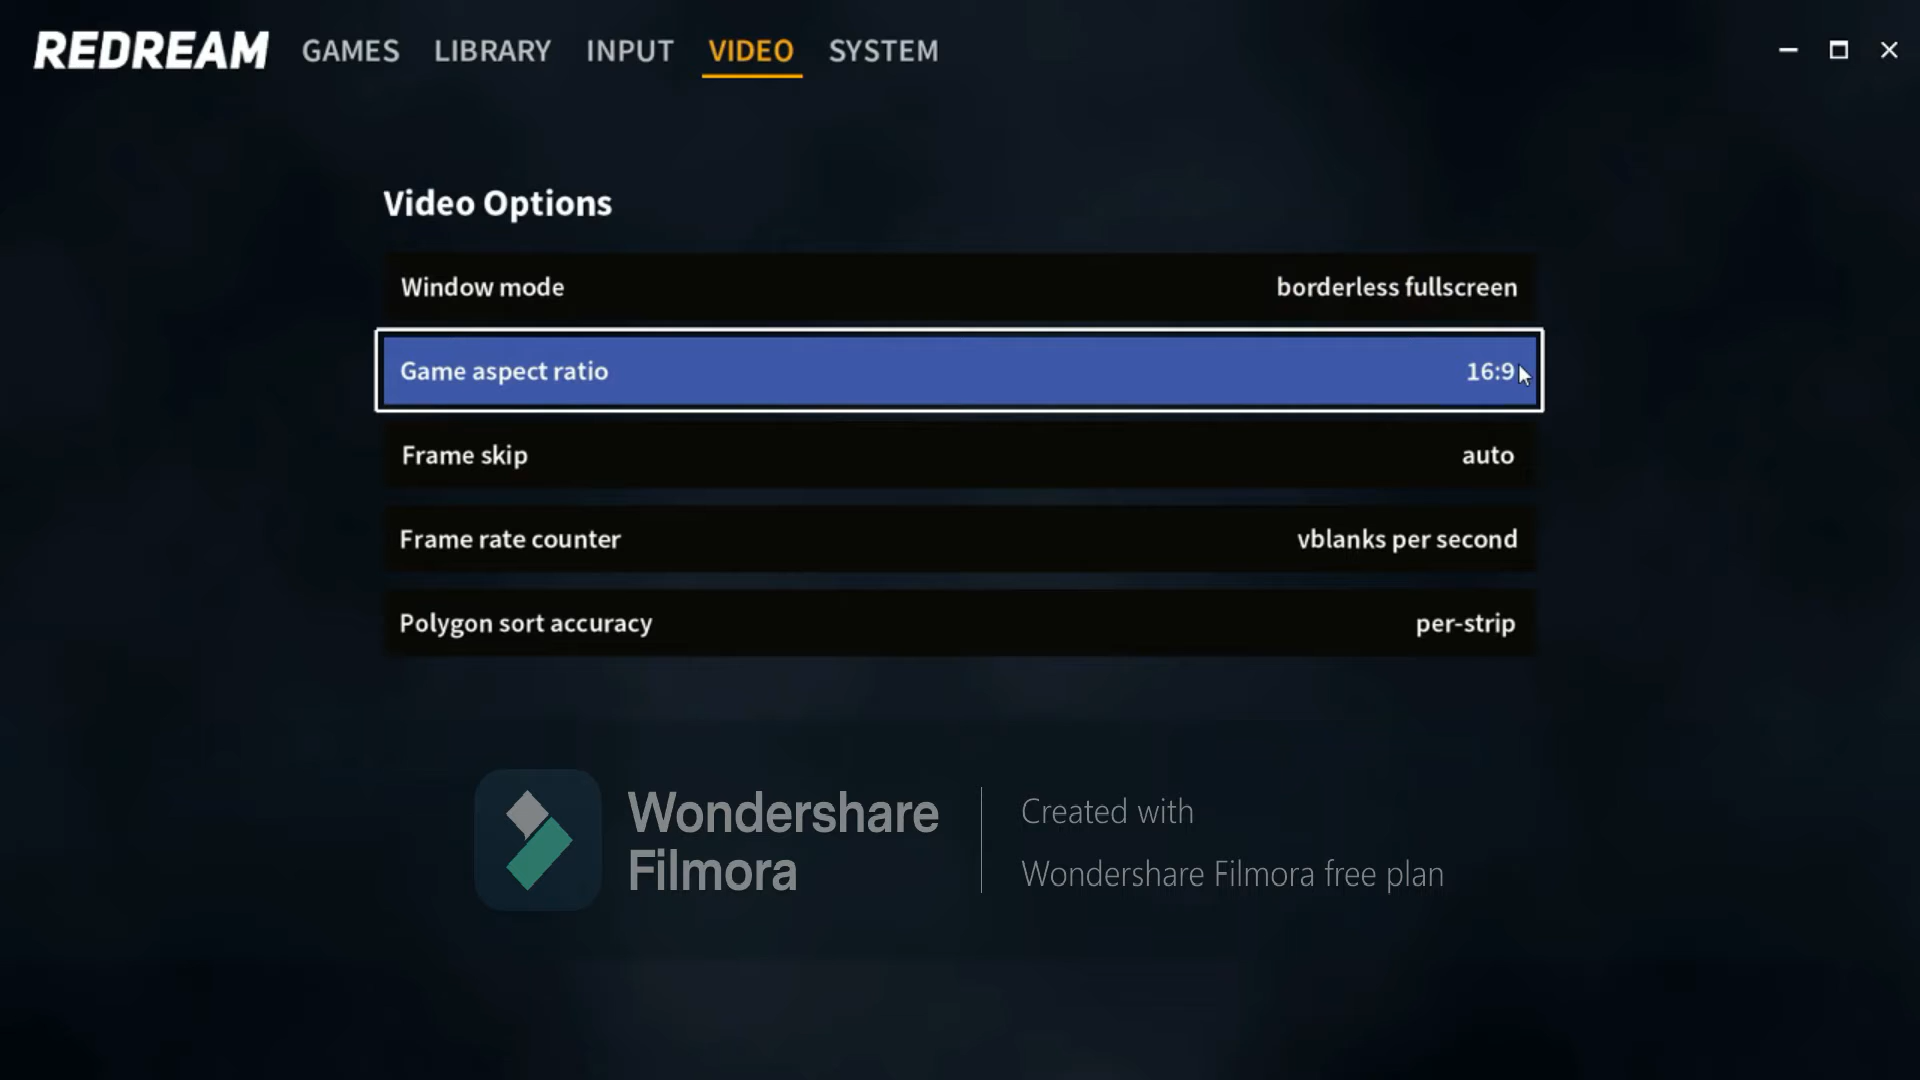 REDREAM GAMES LIBRARY INPUT VIDEO SYSTEM
Video Options
Window mode borderless fullscreen
Game aspect ratio 16:9
Frame skip auto
Frame rate counter vblanks per second
Polygon sort accuracy per-strip
Wondershare
Filmora
Created with
Wondershare Filmora free plan